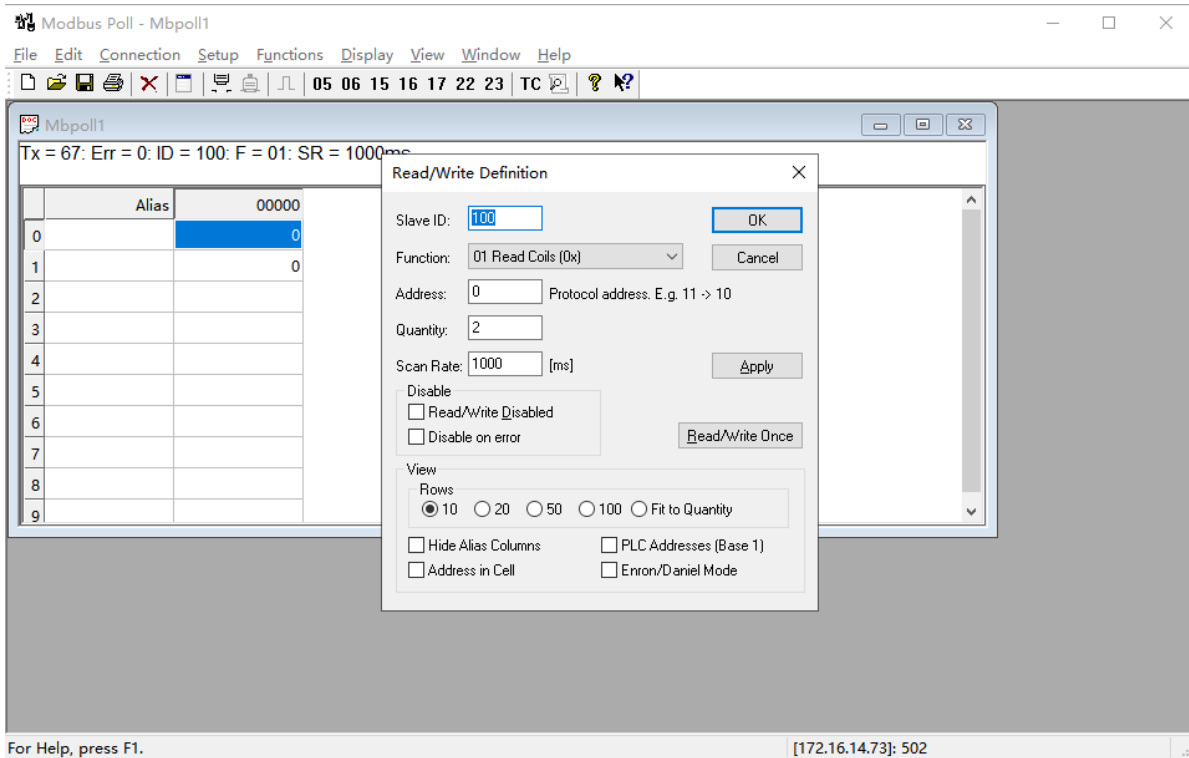 Modbus Poll - Mbpoll1
File Edit Connection Setup Functions Display View Window Help
05 06 15 16 17 22 23 TC
Mbpoll1
Tx = 67: Err = 0: ID = 100: F = 01: SR = 1000ms
Alias 00000
0 0
1 0
2
3
4
5
6
7
8
9
Read/Write Definition
Slave ID: 100 OK
Function: 01 Read Coils (0x) Cancel
Address: 0 Protocol address. E.g. 11 -> 10
Quantity: 2
Scan Rate: 1000 [ms] Apply
Disable
Read/Write Disabled
Disable on error Read/Write Once
View
Rows
10 20 50 100 Fit to Quantity
Hide Alias Columns PLC Addresses (Base 1)
Address in Cell Enron/Daniel Mode
For Help, press F1. [172.16.14.73]: 502